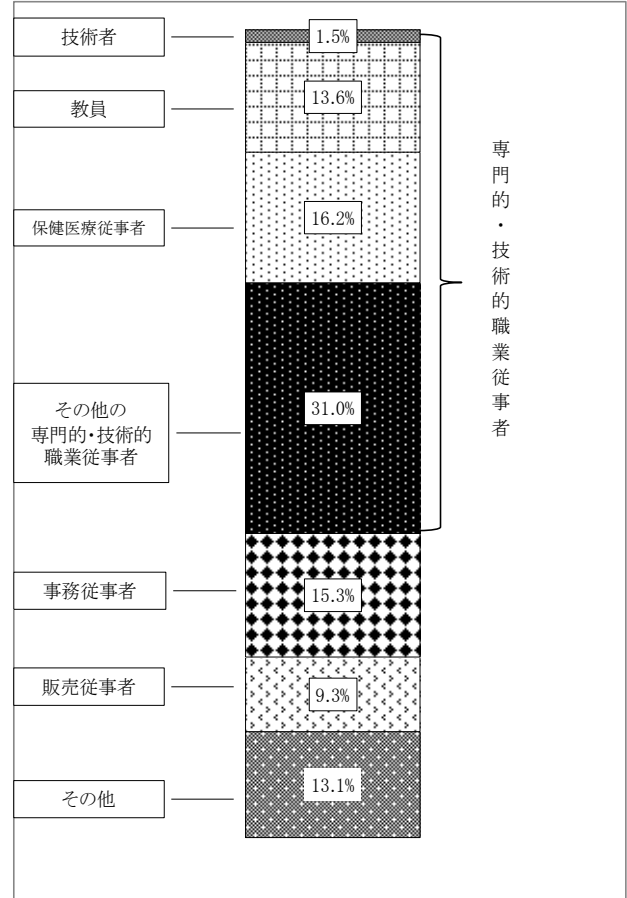 技術者
1.5%
教員
13.6%
保健医療従事者
16.2%
その他の
専門的・技術的
職業従事者
31.0%
事務従事者
15.3%
販売従事者
9.3%
その他
13.1%
専門的・技術的職業従事者